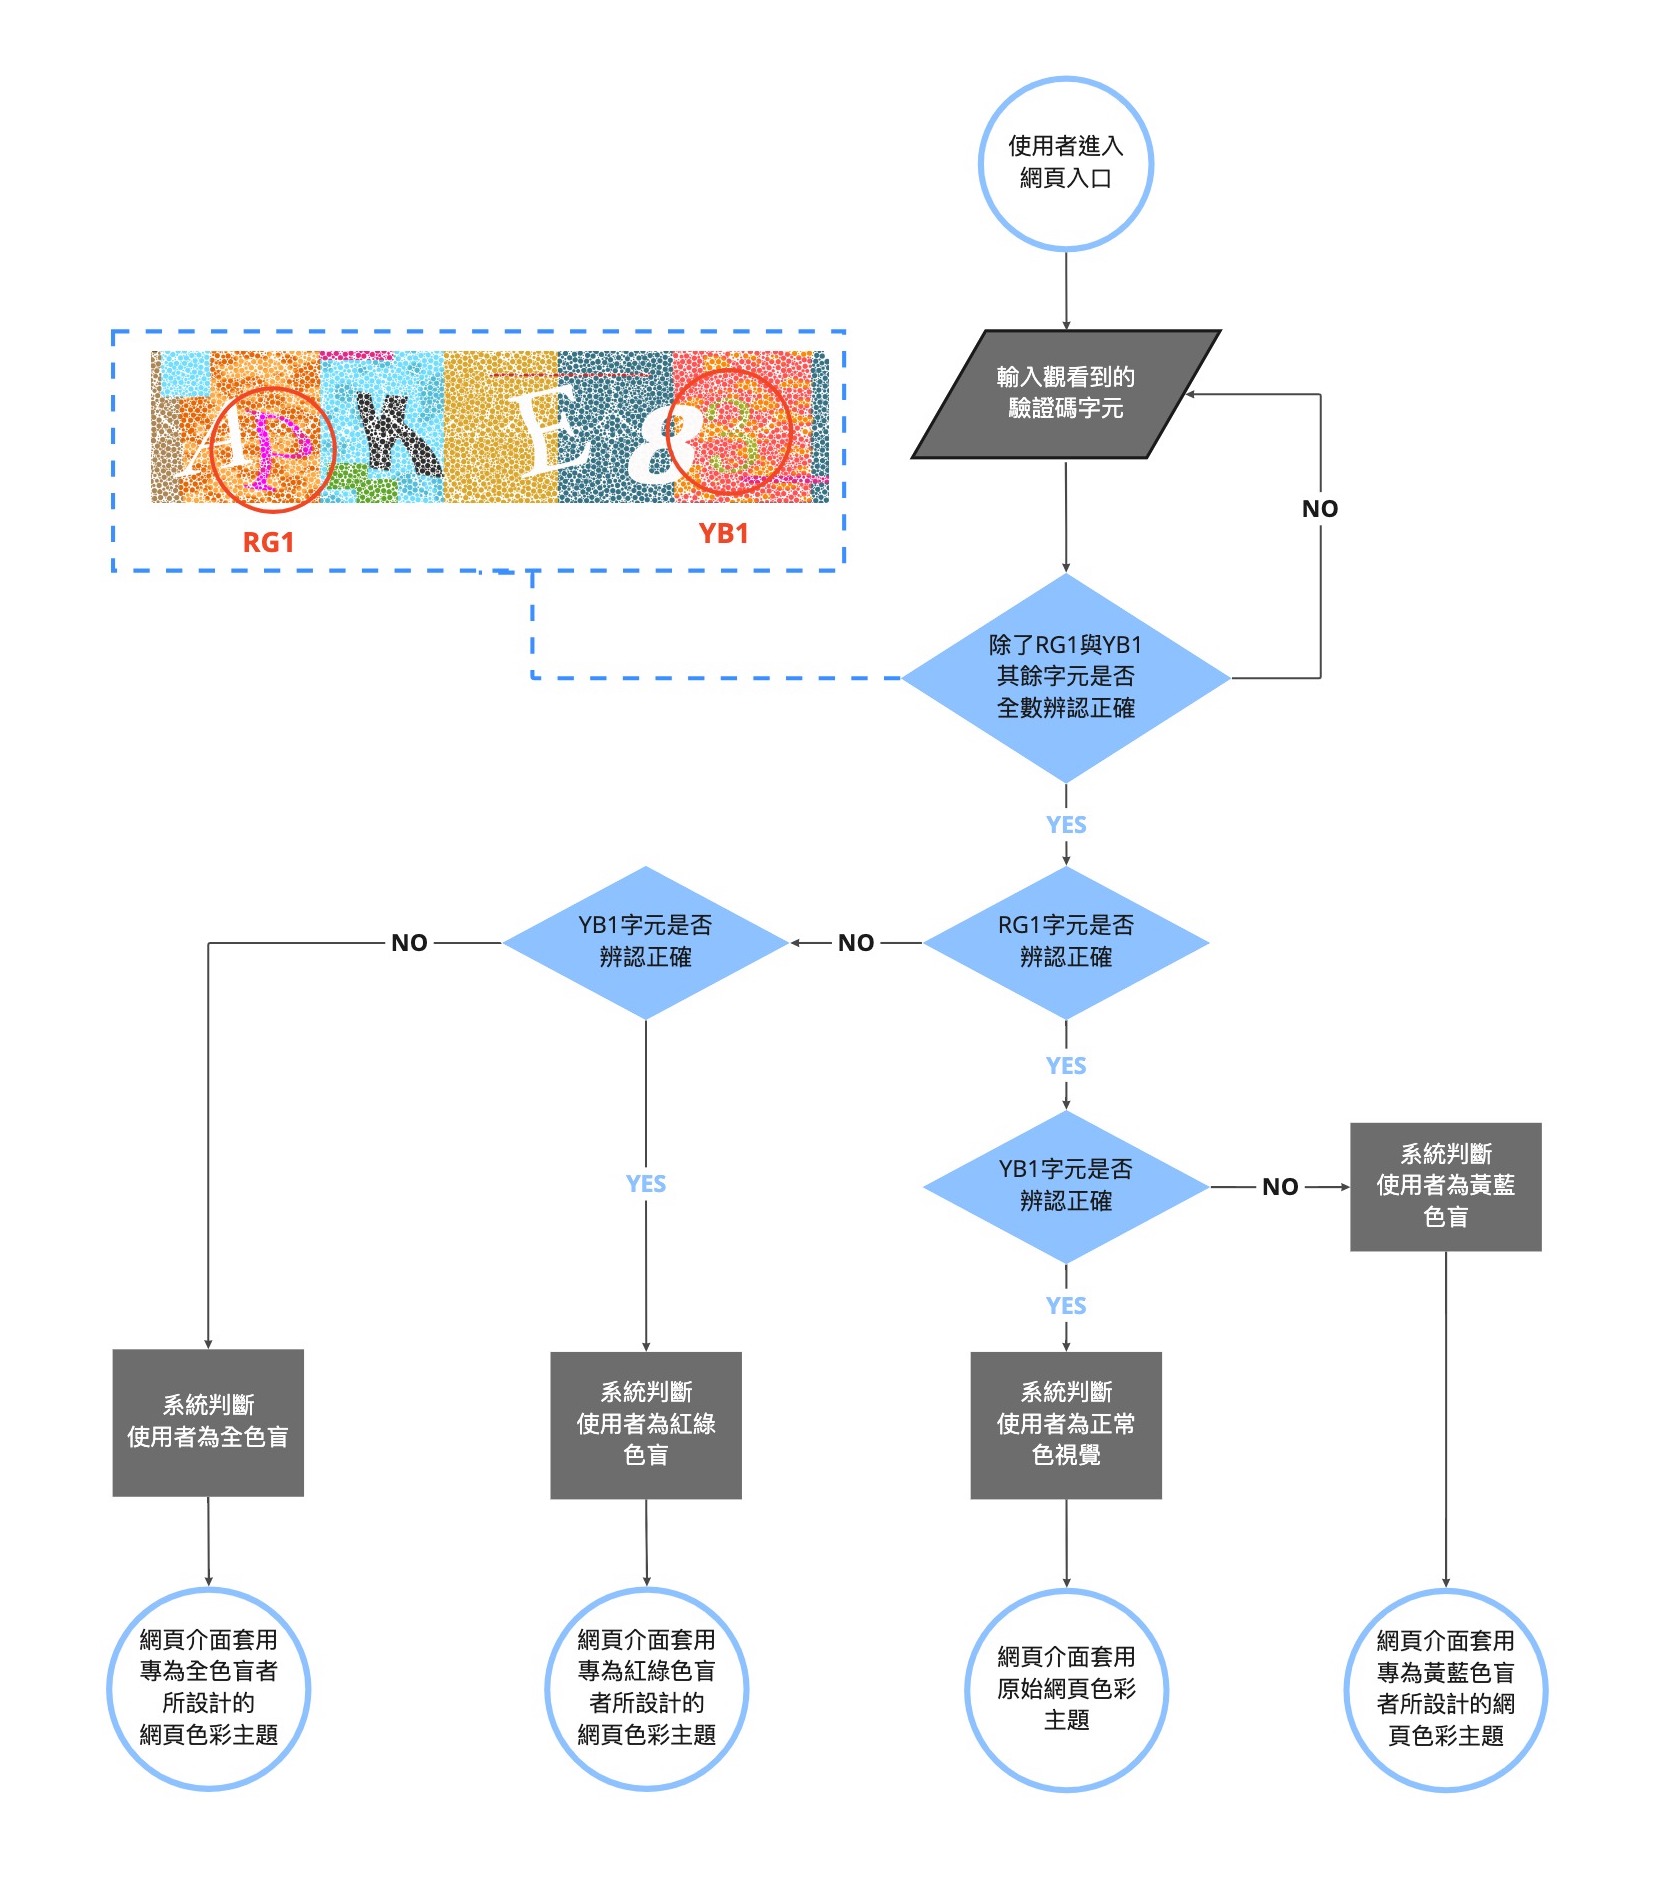 使用者進入
網頁入口
輸入觀看到的
驗證碼字元
APKE83
RG1
YB1
NO
除了RG1與YB1
其餘字元是否
全數辨認正確
YES
RG1字元是否
辨認正確
NO
YB1字元是否
辨認正確
NO
YES
YB1字元是否
辨認正確
NO
系統判斷
使用者為黃藍
色盲
YES
YES
系統判斷
使用者為全色盲
系統判斷
使用者為紅綠
色盲
系統判斷
使用者為正常
色視覺
網頁介面套用
專為全色盲者
所設計的
網頁色彩主題
網頁介面套用
專為紅綠色盲
者所設計的
網頁色彩主題
網頁介面套用
原始網頁色彩
主題
網頁介面套用
專為黃藍色盲
者所設計的網
頁色彩主題